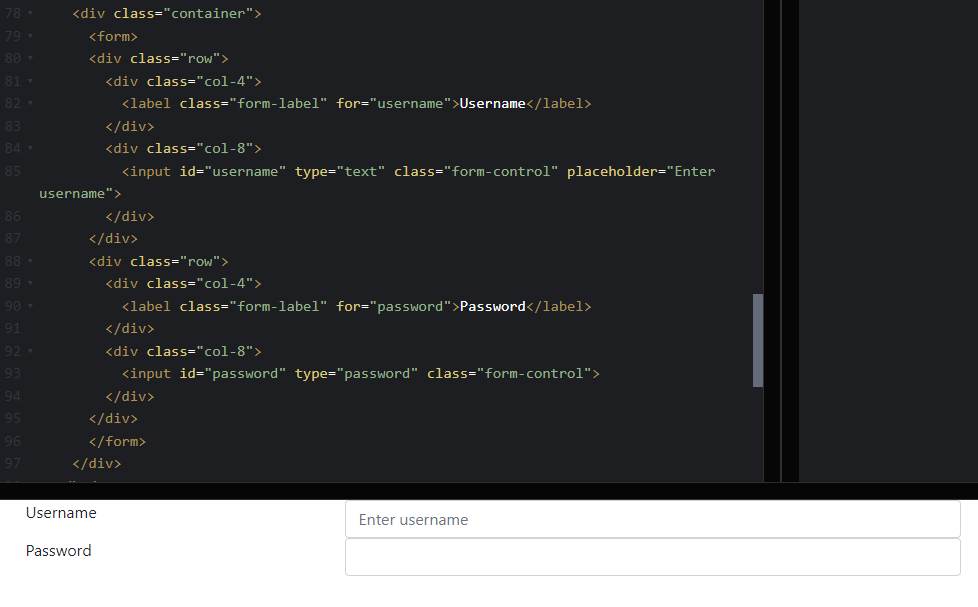 78 <div class="container">
79 <form>
80 <div class="row">
81 <div class="col-4">
82 <label class="form-label" for="username">Username</label>
83 </div>
84 <div class="col-8">
85 <input id="username" type="text" class="form-control" placeholder="Enter
username">
86 </div>
87 </div>
88 <div class="row">
89 <div class="col-4">
90 <label class="form-label" for="password">Password</label>
91 </div>
92 <div class="col-8">
93 <input id="password" type="password" class="form-control">
94 </div>
95 </div>
96 </form>
97 </div>
Username
Enter username
Password